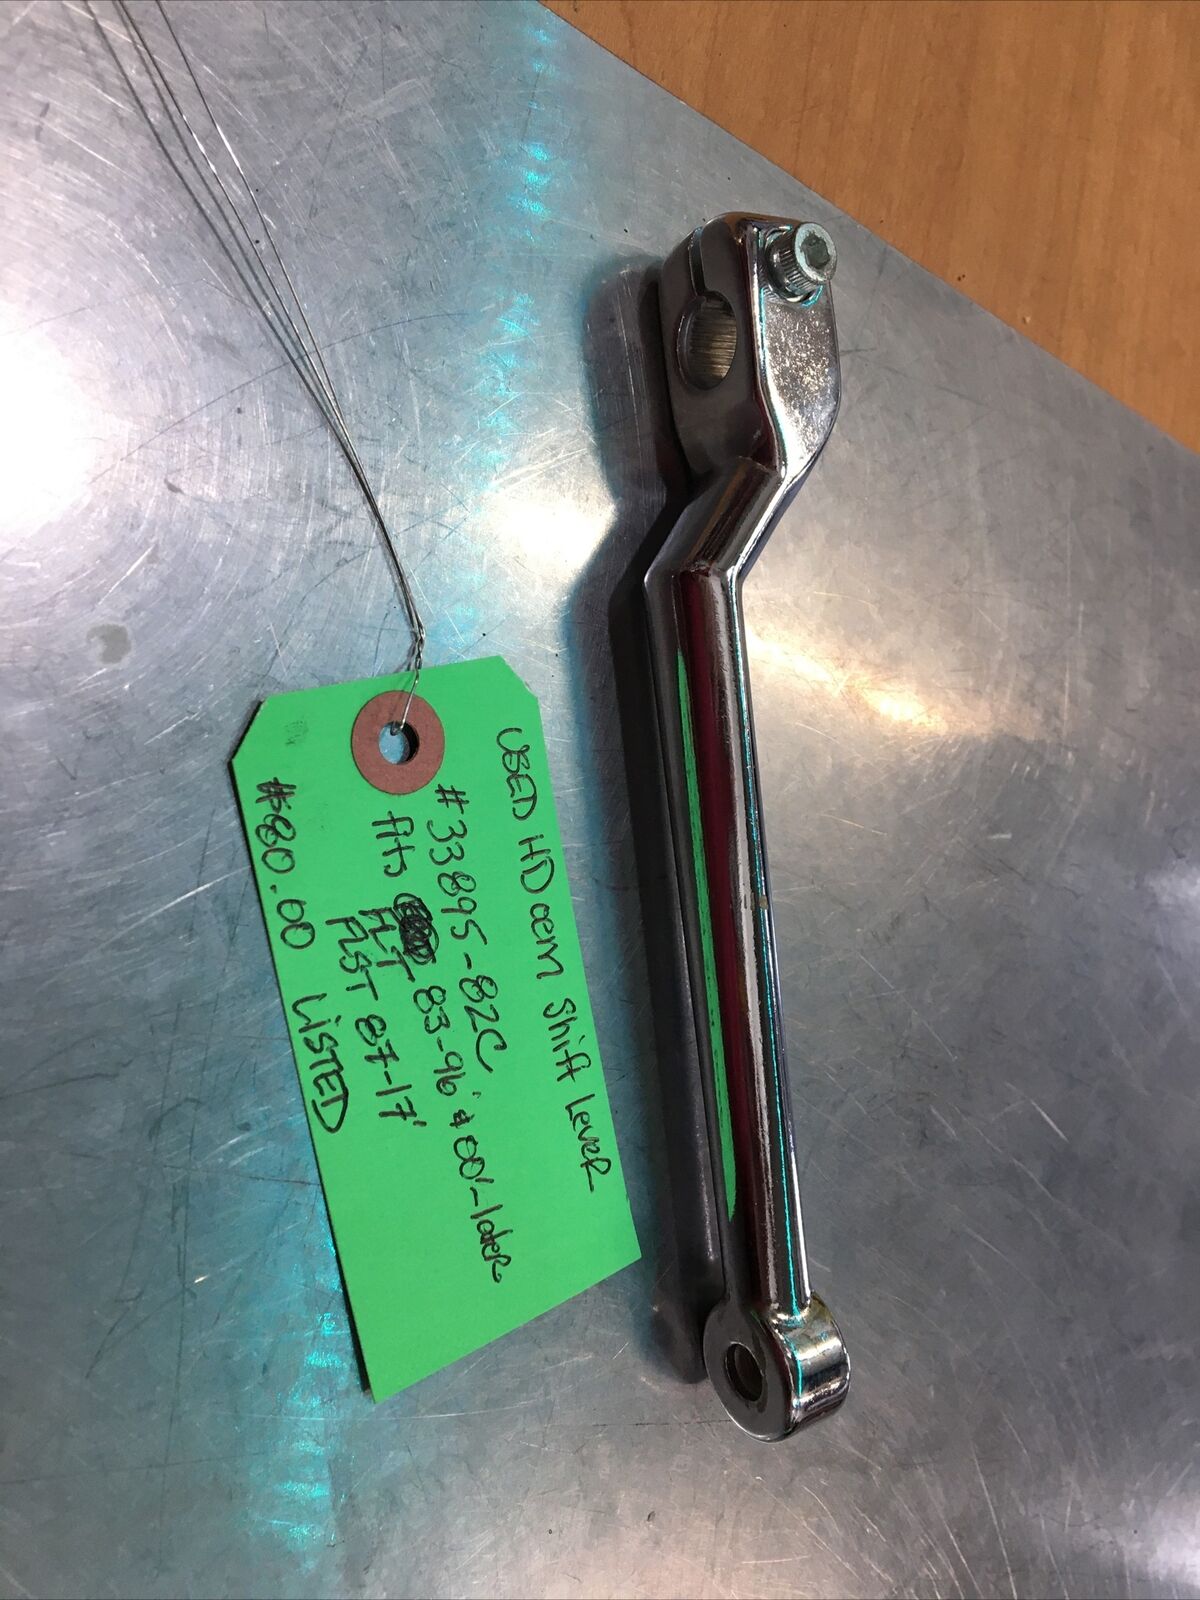 USED HD oem Shift Lever
#33895-82C
fits FLT 83-96' & 00'-later
FLST 87-17'
$80.00 LISTED